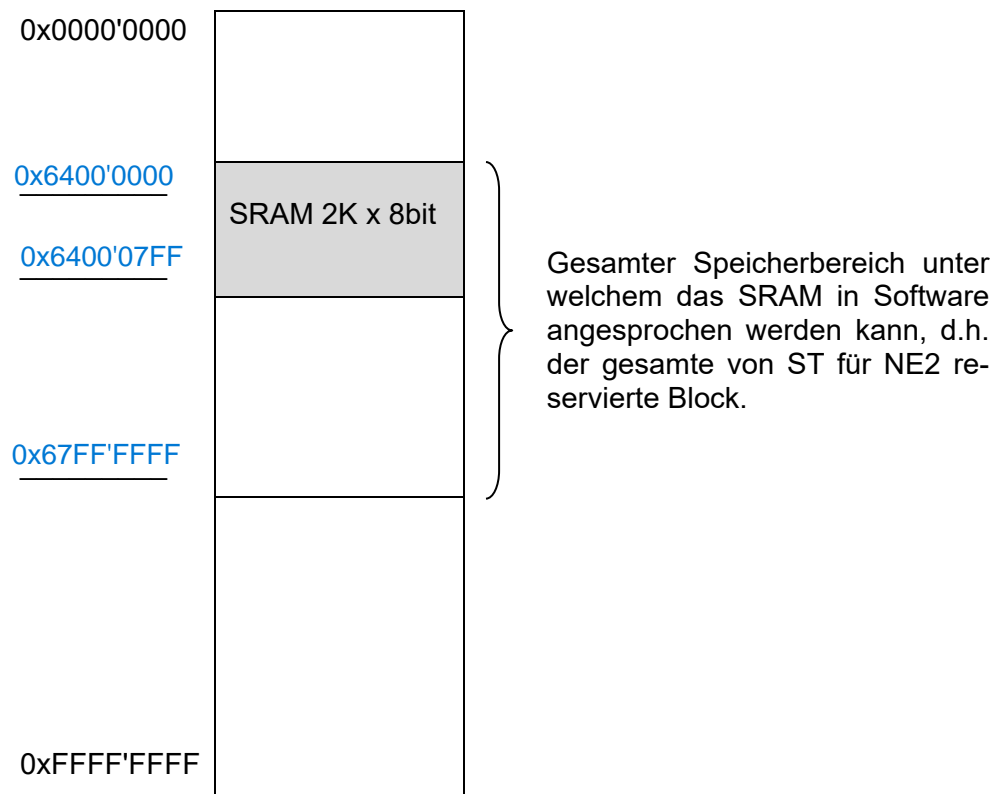 0x0000'0000
0x6400'0000
SRAM 2K x 8bit
0x6400'07FF
Gesamter Speicherbereich unter
welchem das SRAM in Software
angesprochen werden kann, d.h.
der gesamte von ST für NE2 re-
servierte Block.
0x67FF'FFFF
0xFFFF'FFFF